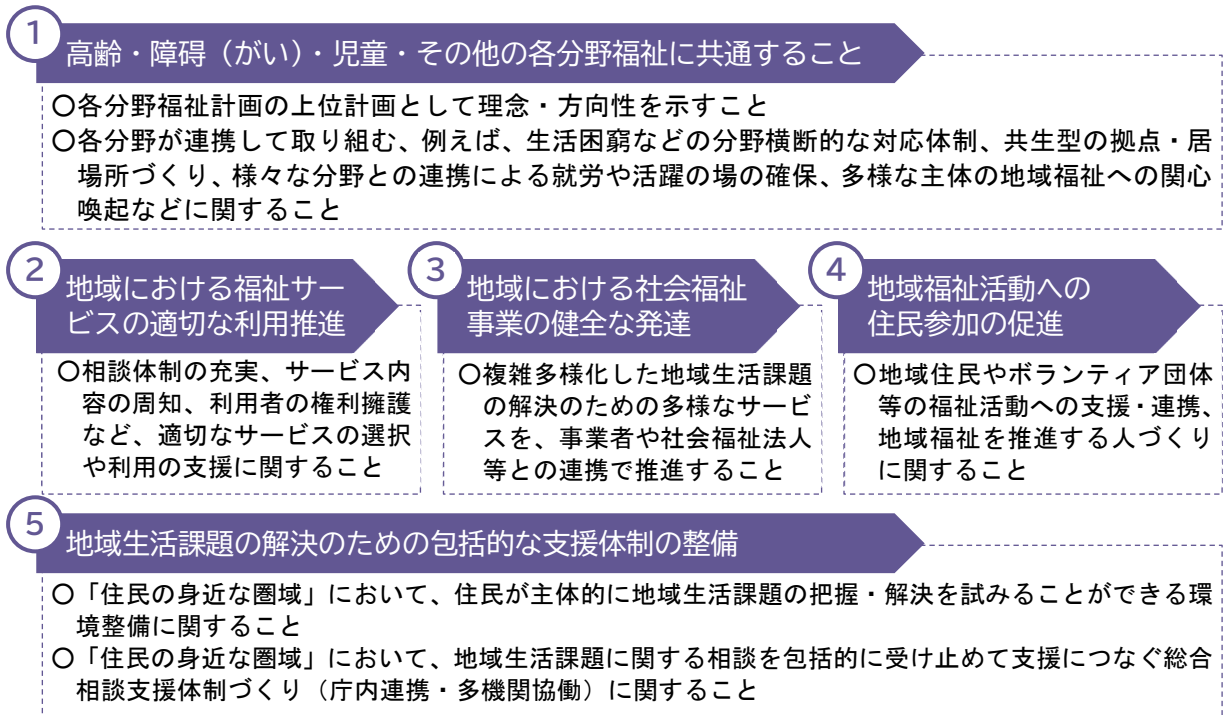 1
高齢・障碍（がい）・児童・その他の各分野福祉に共通すること
〇各分野福祉計画の上位計画として理念・方向性を示すこと
〇各分野が連携して取り組む、例えば、生活困窮などの分野横断的な対応体制、共生型の拠点・居
場所づくり、様々な分野との連携による就労や活躍の場の確保、多様な主体の地域福祉への関心
喚起などに関すること
2
地域における福祉サー
ビスの適切な利用推進
〇相談体制の充実、サービス内
容の周知、利用者の権利擁護
など、適切なサービスの選択
や利用の支援に関すること
3
地域における社会福祉
事業の健全な発達
〇複雑多様化した地域生活課題
の解決のための多様なサービ
スを、事業者や社会福祉法人
等との連携で推進すること
4
地域福祉活動への
住民参加の促進
〇地域住民やボランティア団体
等の福祉活動への支援・連携、
地域福祉を推進する人づくり
に関すること
5
地域生活課題の解決のための包括的な支援体制の整備
〇「住民の身近な圏域」において、住民が主体的に地域生活課題の把握・解決を試みることができる環
境整備に関すること
〇「住民の身近な圏域」において、地域生活課題に関する相談を包括的に受け止めて支援につなぐ総合
相談支援体制づくり（庁内連携・多機関協働）に関すること